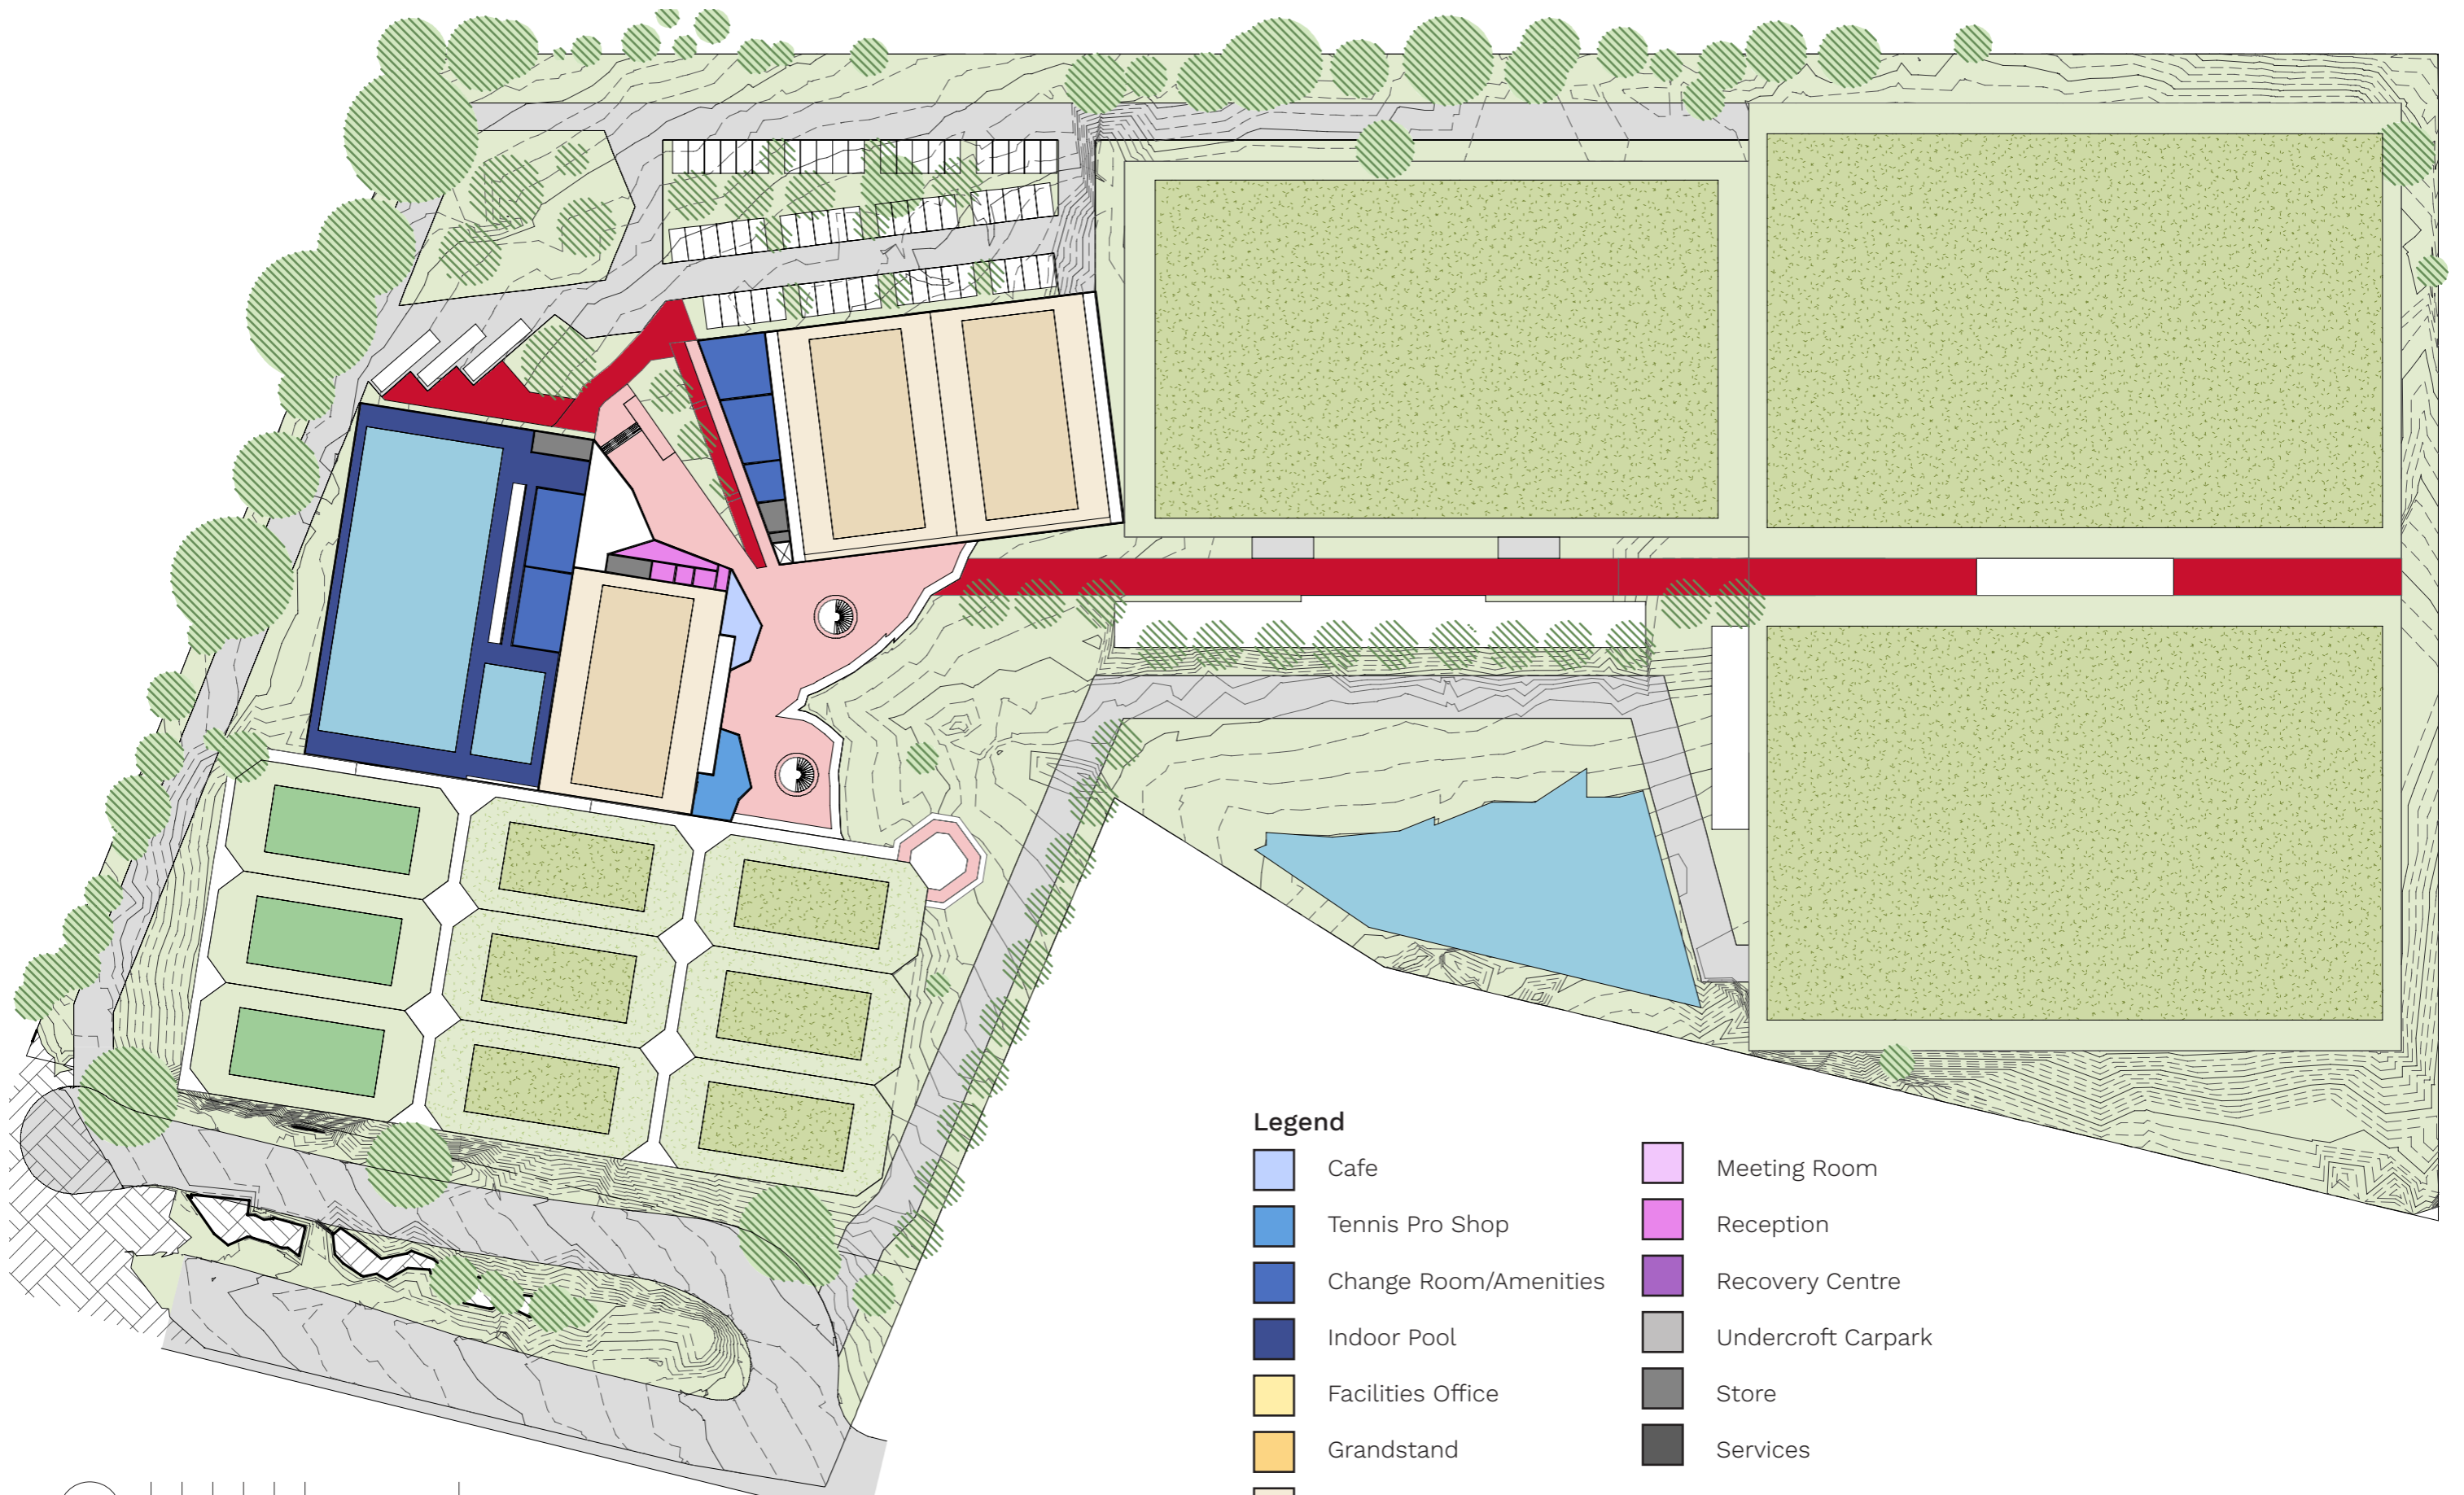 Legend
Cafe
Tennis Pro Shop
Change Room/Amenities
Indoor Pool
Facilities Office
Grandstand
Meeting Room
Reception
Recovery Centre
Undercroft Carpark
Store
Services